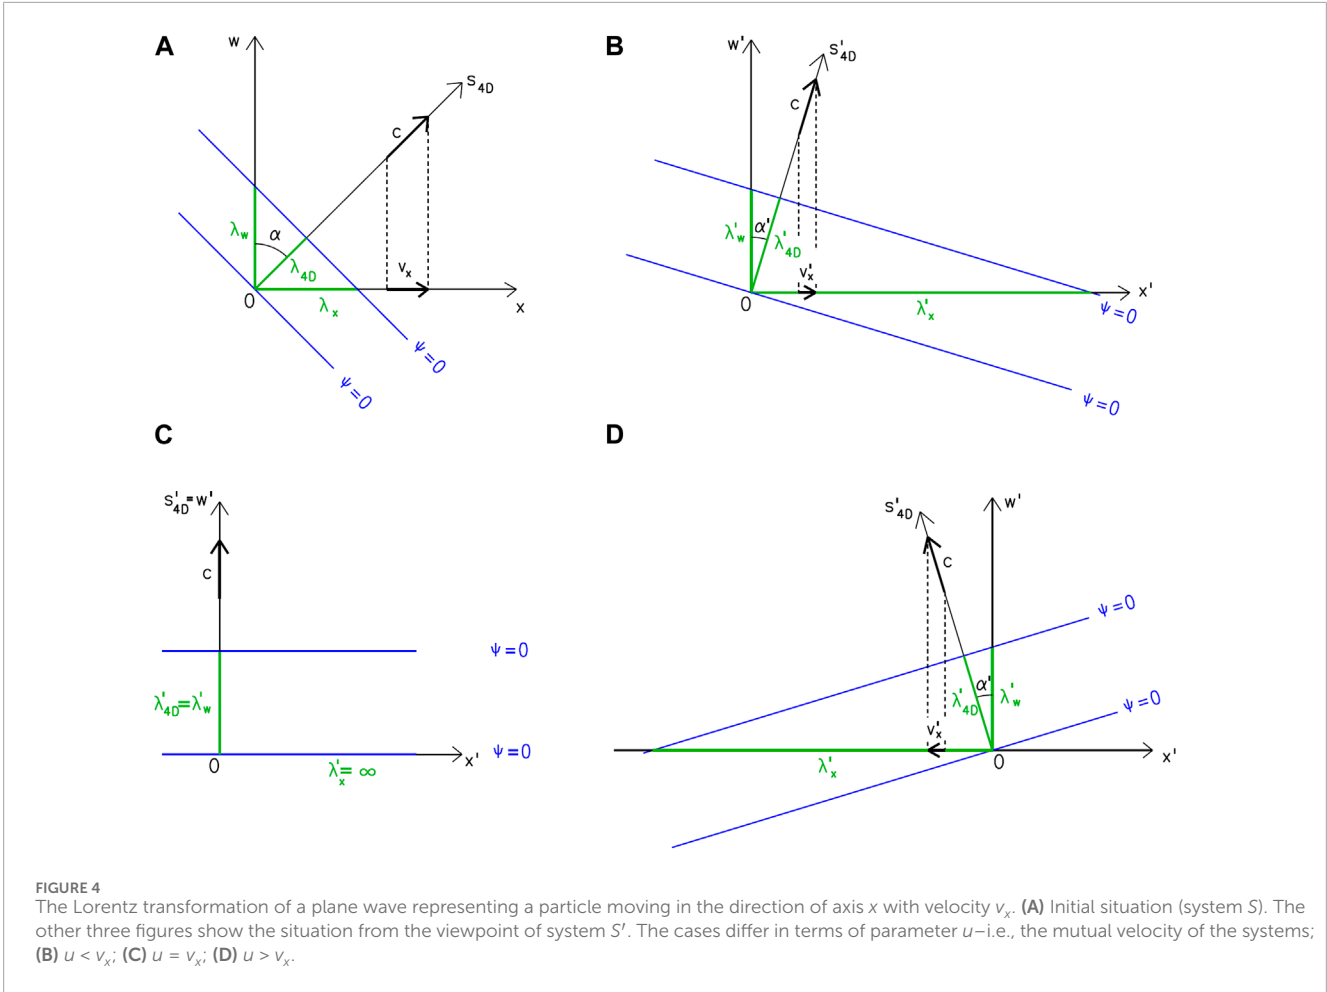 A
w
S4D
c
λw
α
λ4D
vx
0
λx
x
ψ=0
ψ=0
B
w'
S'4D
c
λ'w
α'
λ'4D
v'x
0
λ'x
x'
ψ=0
ψ=0
C
S'4D=w'
c
ψ=0
λ'4D=λ'w
0
λ'x=∞
x'
ψ=0
D
S'4D
w'
c
ψ=0
α'
λ'4D
λ'w
ψ=0
v'x
λ'x
0
x'
FIGURE 4
The Lorentz transformation of a plane wave representing a particle moving in the direction of axis x with velocity vx. (A) Initial situation (system S). The
other three figures show the situation from the viewpoint of system S′. The cases differ in terms of parameter u–i.e., the mutual velocity of the systems;
(B) u < vx; (C) u = vx; (D) u > vx.